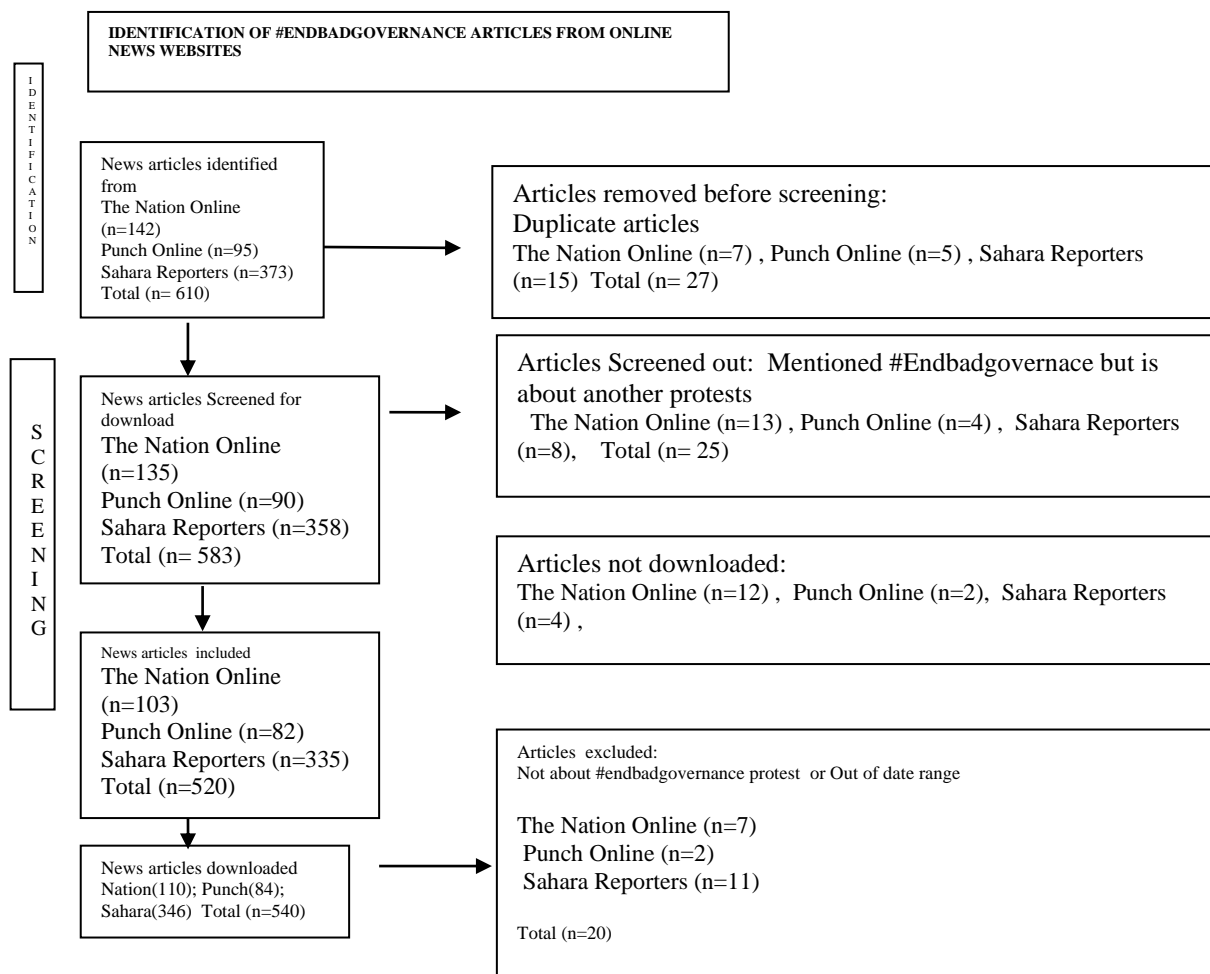 IDENTIFICATION OF #ENDBADGOVERNANCE ARTICLES FROM ONLINE
NEWS WEBSITES
IDENTIFICATION
News articles identified
from
The Nation Online
(n=142)
Punch Online (n=95)
Sahara Reporters (n=373)
Total (n= 610)
Articles removed before screening:
Duplicate articles
The Nation Online (n=7) , Punch Online (n=5) , Sahara Reporters
(n=15) Total (n= 27)
SCREENING
News articles Screened for
download
The Nation Online
(n=135)
Punch Online (n=90)
Sahara Reporters (n=358)
Total (n= 583)
Articles Screened out: Mentioned #Endbadgovernace but is
about another protests
The Nation Online (n=13) , Punch Online (n=4) , Sahara Reporters
(n=8), Total (n= 25)
Articles not downloaded:
The Nation Online (n=12) , Punch Online (n=2), Sahara Reporters
(n=4) ,
News articles included
The Nation Online
(n=103)
Punch Online (n=82)
Sahara Reporters (n=335)
Total (n=520)
Articles excluded:
Not about #endbadgovernance protest or Out of date range
The Nation Online (n=7)
Punch Online (n=2)
Sahara Reporters (n=11)
Total (n=20)
News articles downloaded
Nation(110); Punch(84);
Sahara(346) Total (n=540)